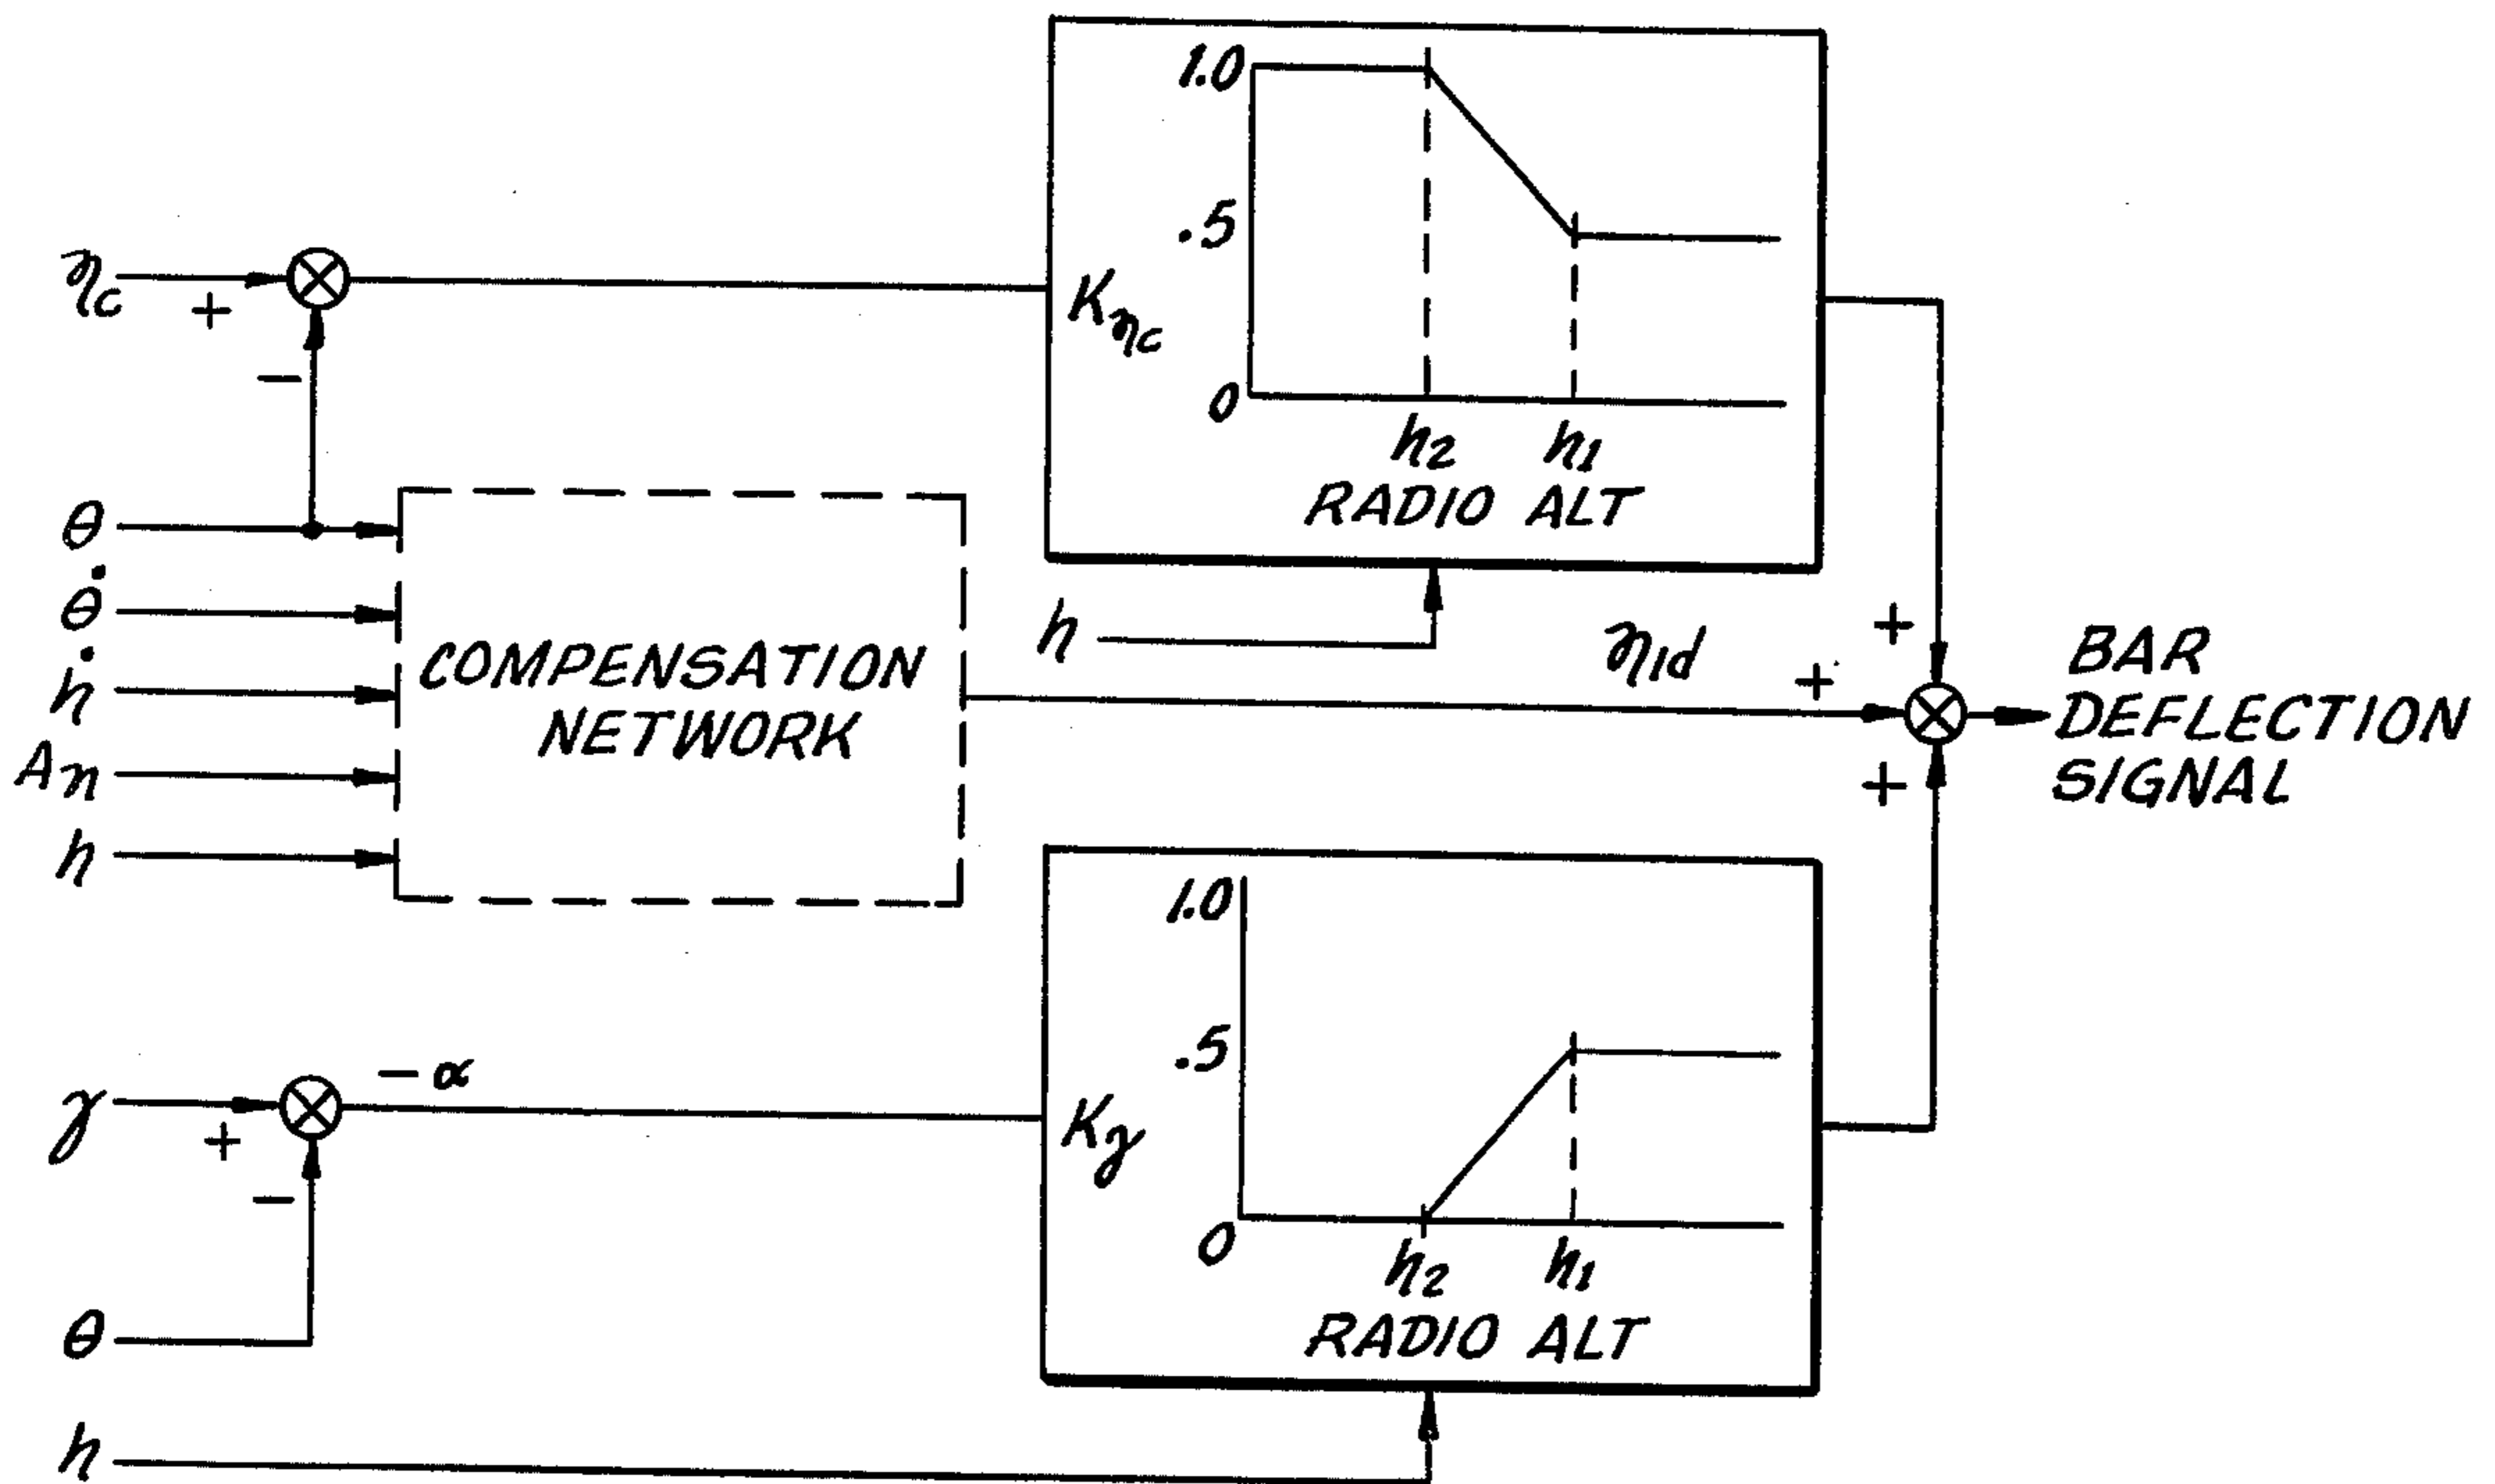 1.0
.5
0
h2 h1
RADIO ALT
ηc
+
−
Kηc
h
θ
θ̇
ḣ
An
h
COMPENSATION
NETWORK
η1d
+
+
+
BAR
DEFLECTION
SIGNAL
γ
+
−
− α
θ
h
Kγ
1.0
.5
0
h2 h1
RADIO ALT